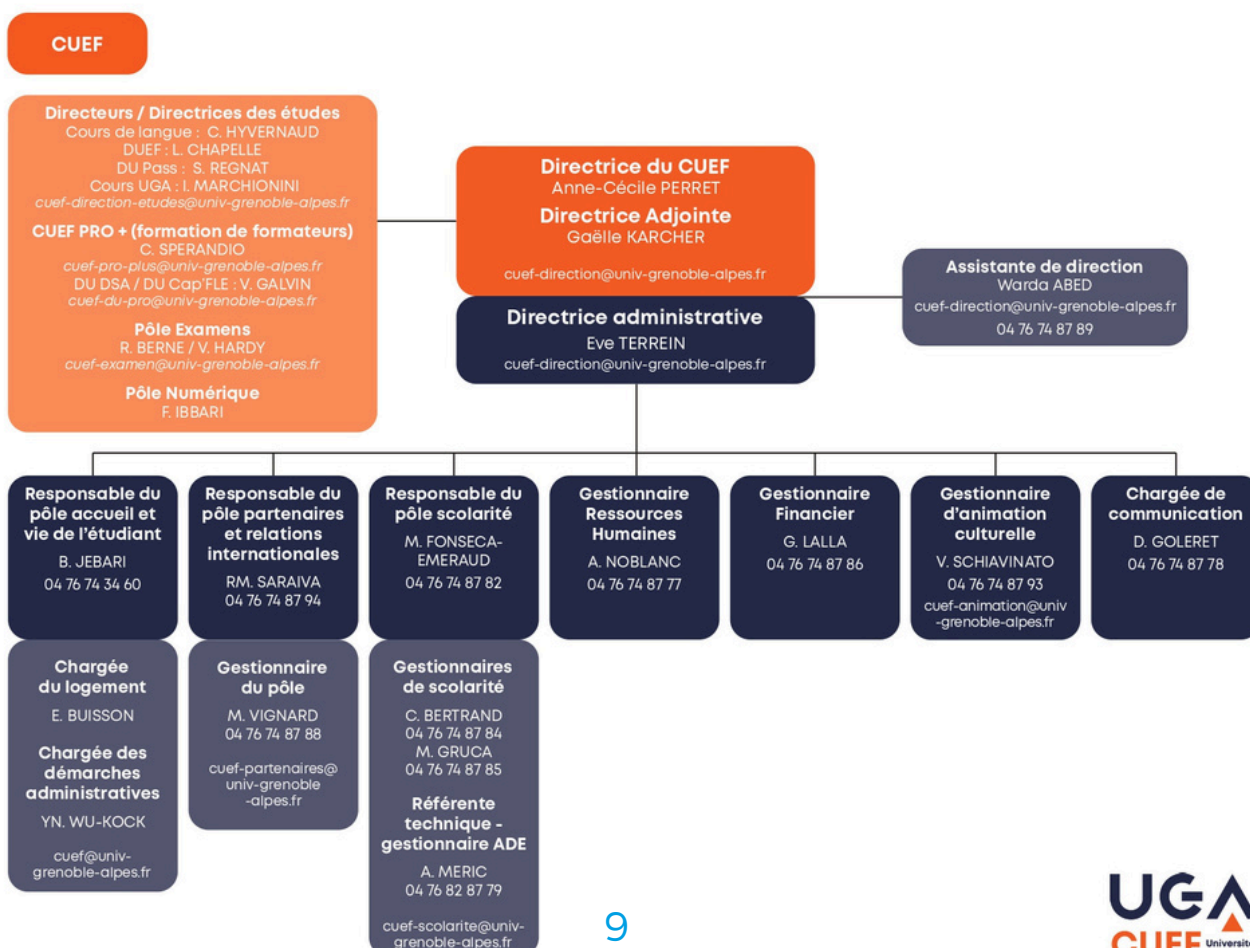 CUEF
Directeurs / Directrices des études
Cours de langue : C. HYVERNAUD
DUEF : L. CHAPELLE
DU Pass : S. REGNAT
Cours UGA : I. MARCHIONINI
cuef-direction-etudes@univ-grenoble-alpes.fr
CUEF PRO + (formation de formateurs)
C. SPERANDIO
cuef-pro-plus@univ-grenoble-alpes.fr
DU DSA / DU Cap'FLE : V. GALVIN
cuef-du-pro@univ-grenoble-alpes.fr
Pôle Examens
R. BERNE / V. HARDY
cuef-examen@univ-grenoble-alpes.fr
Pôle Numérique
F. IBBARI
Directrice du CUEF
Anne-Cécile PERRET
Directrice Adjointe
Gaëlle KARCHER
cuef-direction@univ-grenoble-alpes.fr
Directrice administrative
Eve TERREIN
cuef-direction@univ-grenoble-alpes.fr
Assistante de direction
Warda ABED
cuef-direction@univ-grenoble-alpes.fr
04 76 74 87 89
Responsable du
pôle accueil et
vie de l'étudiant
B. JEBARI
04 76 74 34 60
Chargée
du logement
E. BUISSON
Chargée des
démarches
administratives
YN. WU-KOCK
cuef@univ-
grenoble-alpes.fr
Responsable du
pôle partenaires
et relations
internationales
RM. SARAIVA
04 76 74 87 94
Gestionnaire
du pôle
M. VIGNARD
04 76 74 87 88
cuef-partenaires@
univ-grenoble
-alpes.fr
Responsable du
pôle scolarité
M. FONSECA-
EMERAUD
04 76 74 87 82
Gestionnaires
de scolarité
C. BERTRAND
04 76 74 87 84
M. GRUCA
04 76 74 87 85
Référente
technique -
gestionnaire ADE
A. MERIC
04 76 82 87 79
cuef-scolarite@univ-
grenoble-alpes.fr
Gestionnaire
Ressources
Humaines
A. NOBLANC
04 76 74 87 77
Gestionnaire
Financier
G. LALLA
04 76 74 87 86
Gestionnaire
d'animation
culturelle
V. SCHIAVINATO
04 76 74 87 93
cuef-animation@univ
-grenoble-alpes.fr
Chargée de
communication
D. GOLERET
04 76 74 87 78
9
UGA
CUEF Université